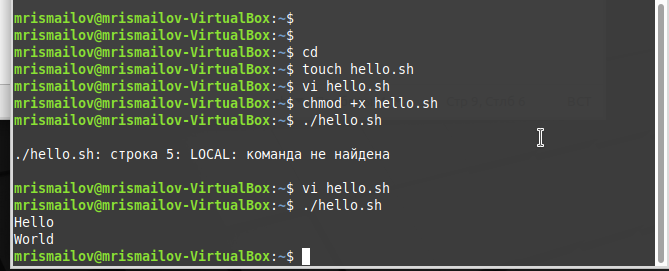 mrismailov@mrismailov-VirtualBox:~$
mrismailov@mrismailov-VirtualBox:~$
mrismailov@mrismailov-VirtualBox:~$ cd
mrismailov@mrismailov-VirtualBox:~$ touch hello.sh
mrismailov@mrismailov-VirtualBox:~$ vi hello.sh
mrismailov@mrismailov-VirtualBox:~$ chmod +x hello.sh
mrismailov@mrismailov-VirtualBox:~$ ./hello.sh
./hello.sh: строка 5: LOCAL: команда не найдена
mrismailov@mrismailov-VirtualBox:~$ vi hello.sh
mrismailov@mrismailov-VirtualBox:~$ ./hello.sh
Hello
World
mrismailov@mrismailov-VirtualBox:~$